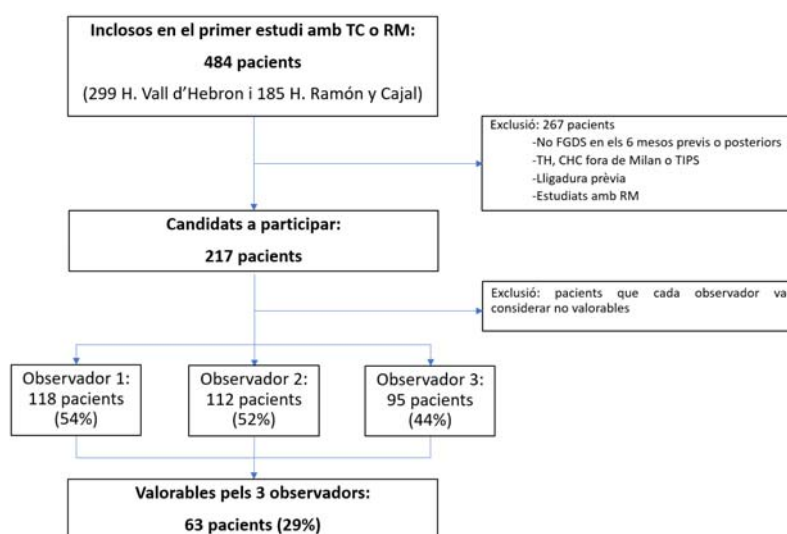 Inclosos en el primer estudi amb TC o RM:
484 pacients
(299 H. Vall d'Hebron i 185 H. Ramón y Cajal)
Exclusió: 267 pacients
-No FGDS en els 6 mesos previs o posteriors
-TH, CHC fora de Milan o TIPS
-Lligadura prèvia
-Estudiats amb RM
Candidats a participar:
217 pacients
Exclusió: pacients que cada observador va
considerar no valorables
Observador 1:
118 pacients
(54%)
Observador 2:
112 pacients
(52%)
Observador 3:
95 pacients
(44%)
Valorables pels 3 observadors:
63 pacients (29%)